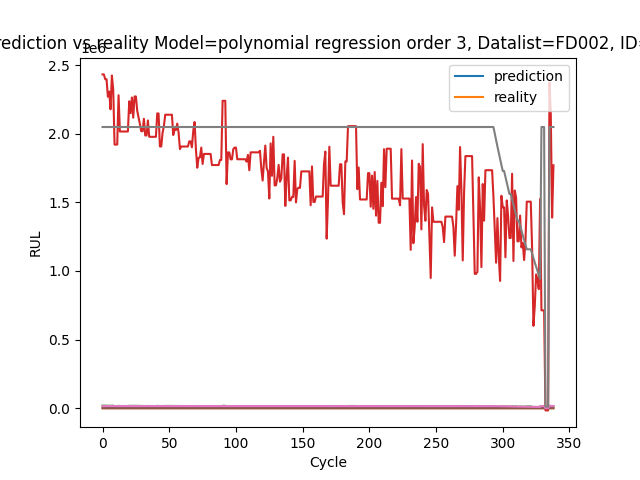 rediction vs reality Model=polynomial regression order 3, Datalist=FD002, ID=
1e6
prediction
reality
2.5
2.0
1.5
1.0
0.5
0.0
RUL
0 50 100 150 200 250 300 350
Cycle